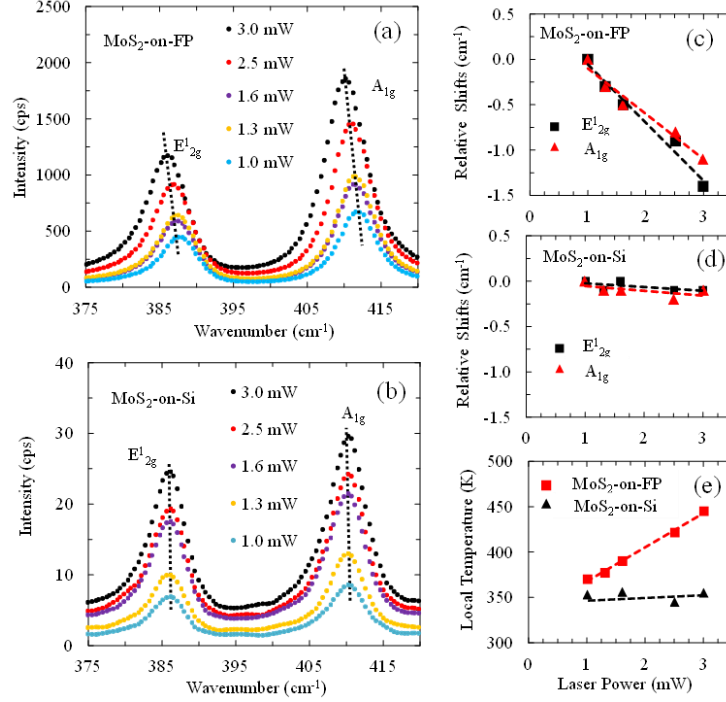 (a)
MoS2-on-FP
3.0 mW
2.5 mW
1.6 mW
1.3 mW
1.0 mW
E12g
A1g
Intensity (cps)
2500
2000
1500
1000
500
0
375 385 395 405 415
Wavenumber (cm-1)
(b)
MoS2-on-Si
3.0 mW
2.5 mW
1.6 mW
1.3 mW
1.0 mW
E12g
A1g
Intensity (cps)
40
30
20
10
0
375 385 395 405 415
Wavenumber (cm-1)
MoS2-on-FP (c)
Relative Shifts (cm-1)
0.0
-0.5
-1.0
-1.5
E12g
A1g
0 1 2 3 4
MoS2-on-Si (d)
Relative Shifts (cm-1)
0.0
-0.5
-1.0
-1.5
E12g
A1g
0 1 2 3 4
(e)
MoS2-on-FP
MoS2-on-Si
Local Temperature (K)
450
400
350
300
0 1 2 3 4
Laser Power (mW)